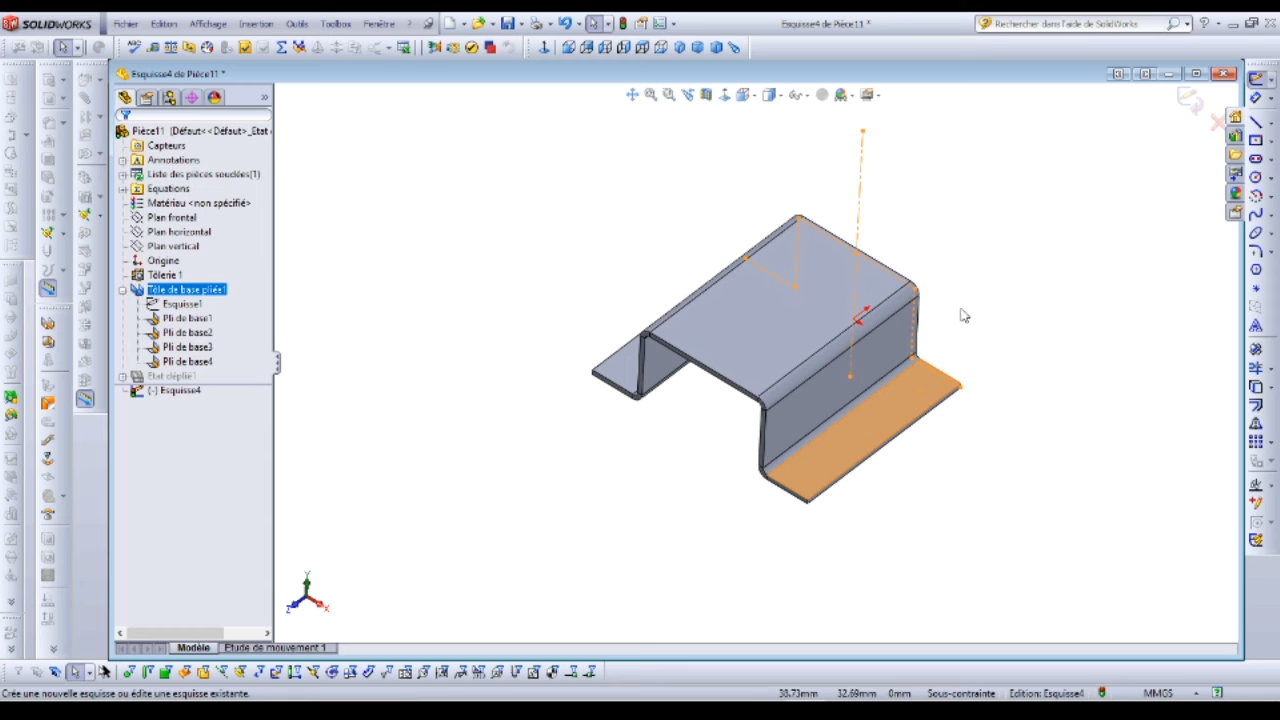 SOLIDWORKS Fichier Edition Affichage Insertion Outils Toolbox Fenêtre ? Esquisse4 de Pièce11 * Rechercher dans l'aide de SolidWorks
Esquisse4 de Pièce11 *
Pièce11 (Défaut<<Défaut>_Etat
Capteurs
Annotations
Liste des pièces soudées(1)
Equations
Matériau <non spécifié>
Plan frontal
Plan horizontal
Plan vertical
Origine
Tôlerie 1
Tôle de base pliée1
Esquisse1
Pli de base1
Pli de base2
Pli de base3
Pli de base4
Etat déplié1
(-) Esquisse4
Y
Z
X
Modèle Etude de mouvement 1
Crée une nouvelle esquisse ou édite une esquisse existante. 38.73mm 32.69mm 0mm Sous-contrainte Edition: Esquisse4 MMGS